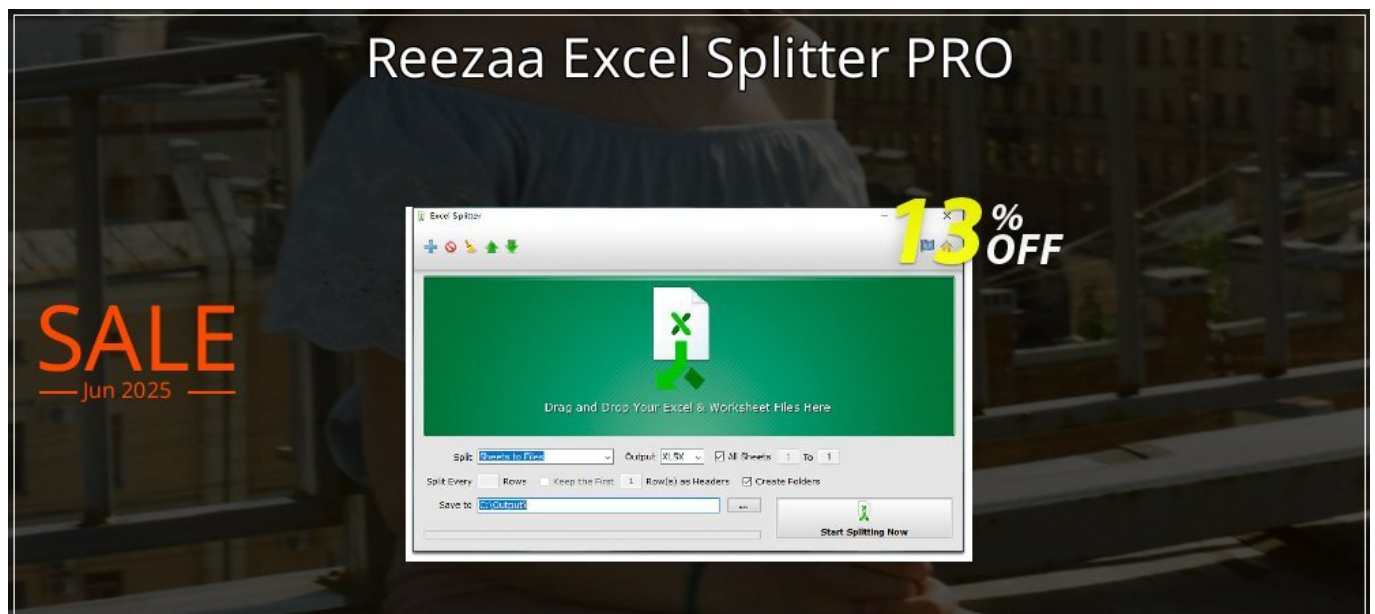 Reezaa Excel Splitter PRO
Excel Splitter
13% OFF
SALE
Jun 2025
Drag and Drop Your Excel & Worksheet Files Here
Split Sheets to Files Output XLSX All Sheets 1 To 1
Split Every Rows Keep the First 1 Row(s) as Headers Create Folders
Save to C:\Output\ ...
Start Splitting Now